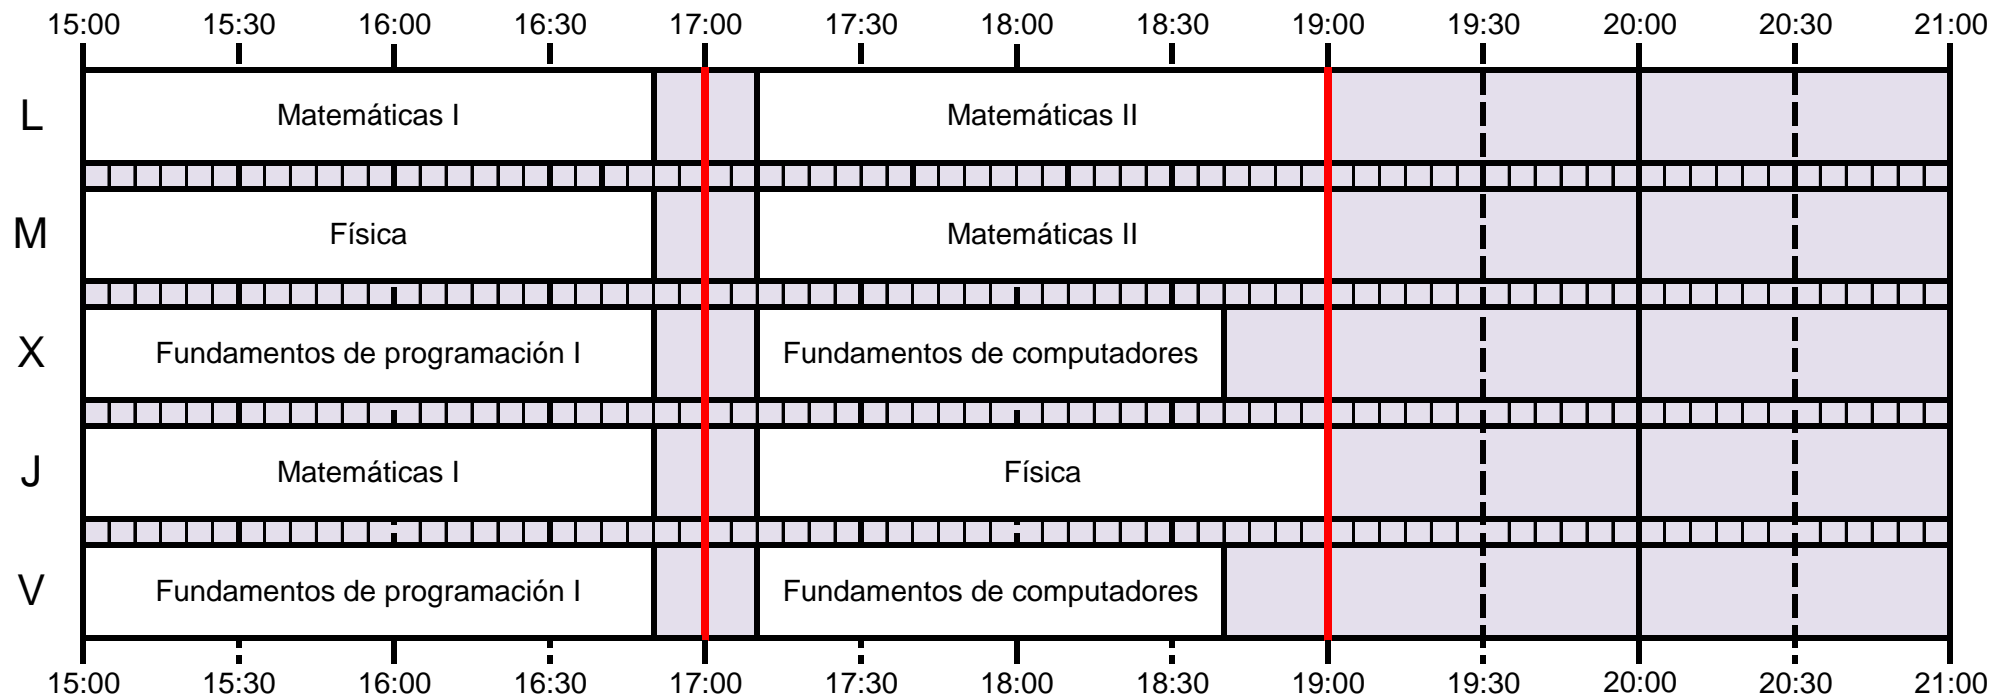 15:00 15:30 16:00 16:30 17:00 17:30 18:00 18:30 19:00 19:30 20:00 20:30 21:00
L Matemáticas I Matemáticas II
M Física Matemáticas II
X Fundamentos de programación I Fundamentos de computadores
J Matemáticas I Física
V Fundamentos de programación I Fundamentos de computadores
15:00 15:30 16:00 16:30 17:00 17:30 18:00 18:30 19:00 19:30 20:00 20:30 21:00